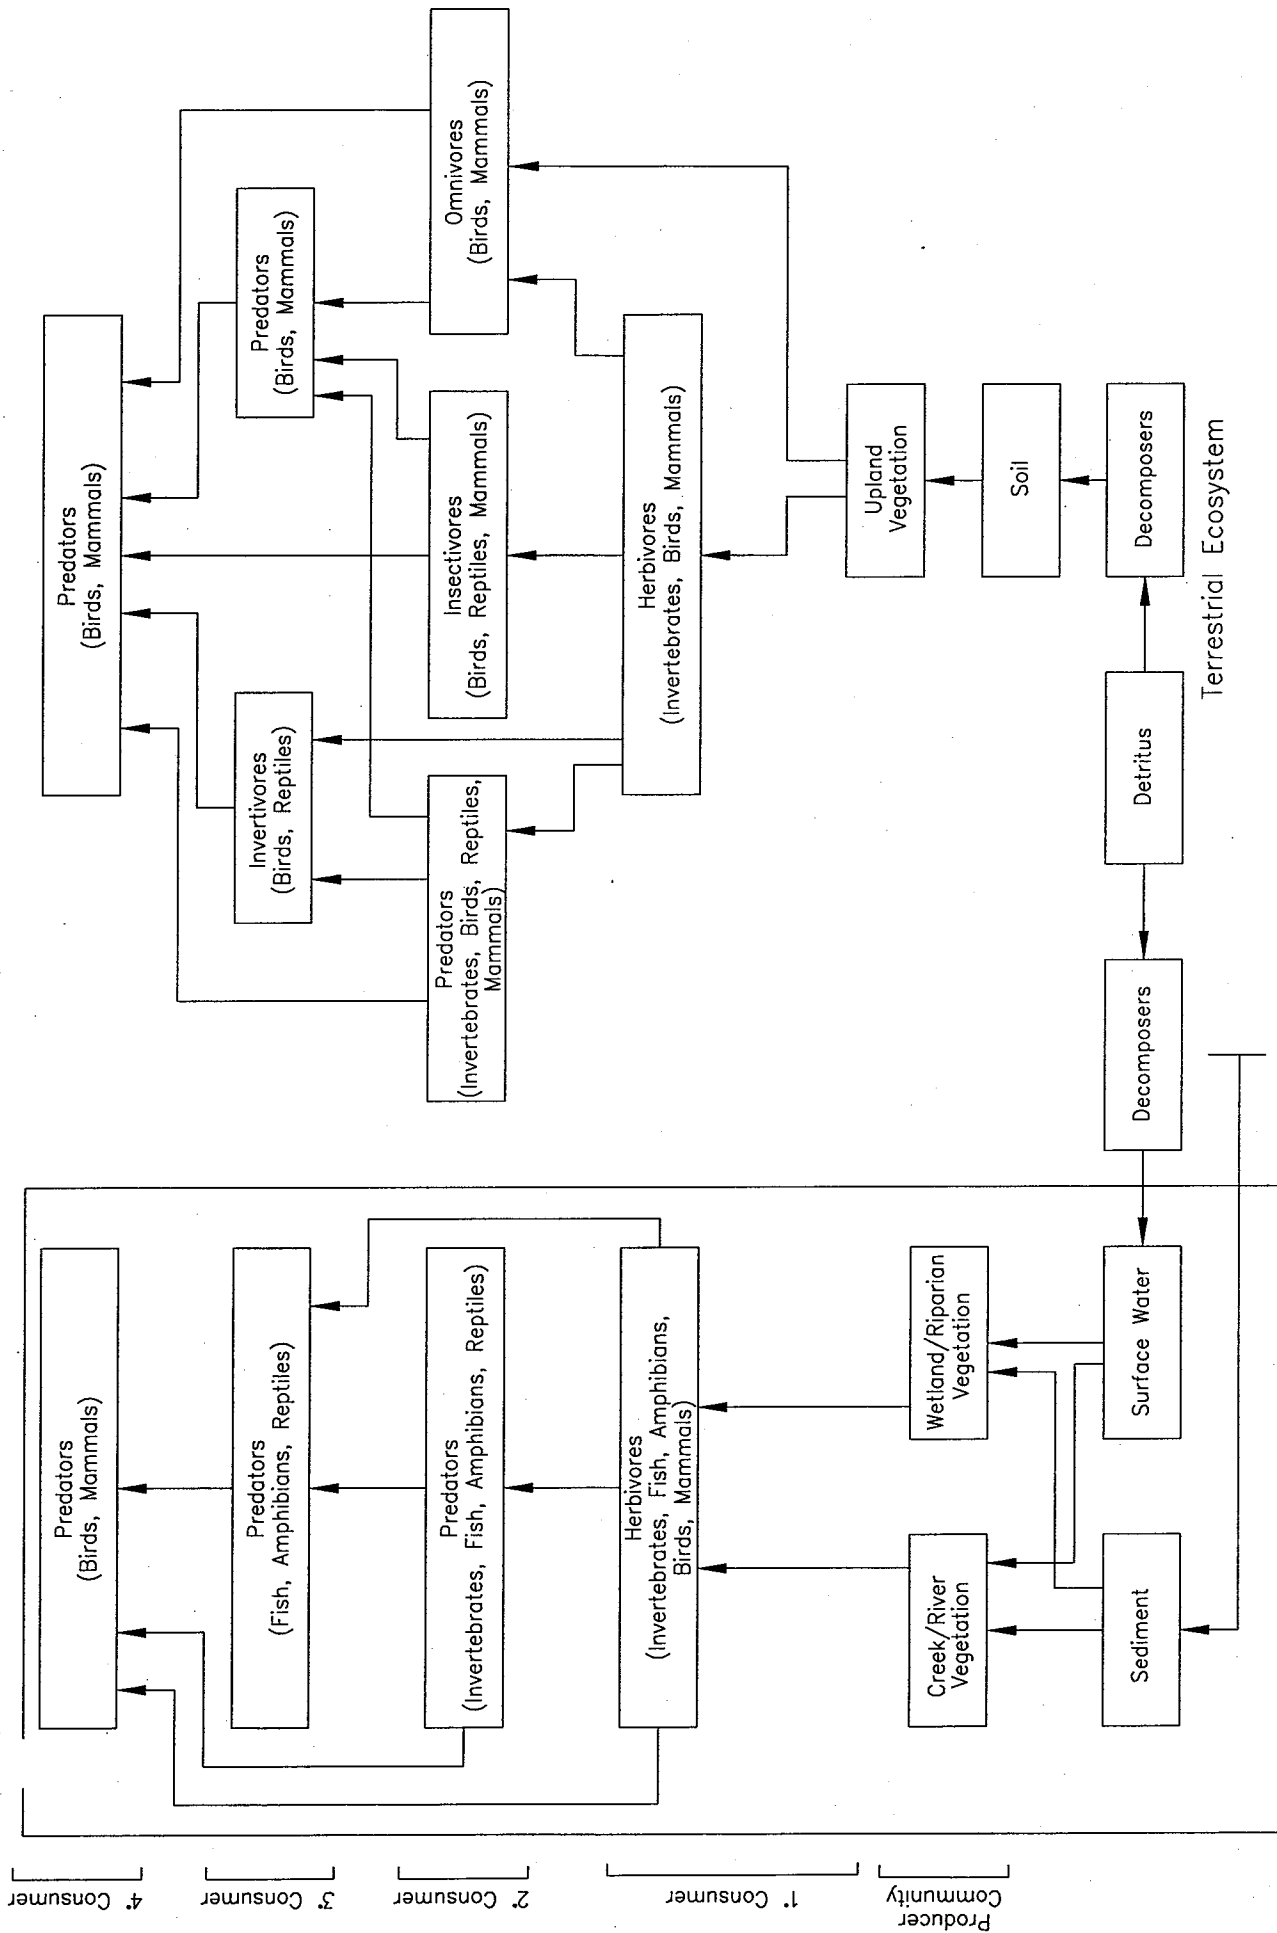 4° Consumer
3° Consumer
2° Consumer
1° Consumer
Producer
Community
Predators
(Birds, Mammals)
Predators
(Fish, Amphibians, Reptiles)
Predators
(Invertebrates, Fish, Amphibians, Reptiles)
Herbivores
(Invertebrates, Fish, Amphibians,
Birds, Mammals)
Creek/River
Vegetation
Wetland/Riparian
Vegetation
Sediment
Surface Water
Predators
(Birds, Mammals)
Invertivores
(Birds, Reptiles)
Predators
(Birds, Mammals)
Predators
(Invertebrates, Birds, Reptiles,
Mammals)
Insectivores
(Birds, Reptiles, Mammals)
Omnivores
(Birds, Mammals)
Herbivores
(Invertebrates, Birds, Mammals)
Upland
Vegetation
Soil
Decomposers
Detritus
Decomposers
Terrestrial Ecosystem